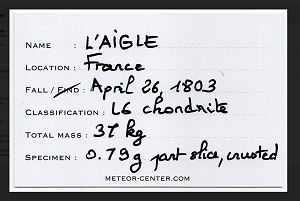 NAME : L'AIGLE
LOCATION : France
FALL / FIND : April 26, 1803
CLASSIFICATION : L6 chondrite
TOTAL MASS : 37 kg
SPECIMEN : 0.79g part slice, crusted
METEOR-CENTER.COM